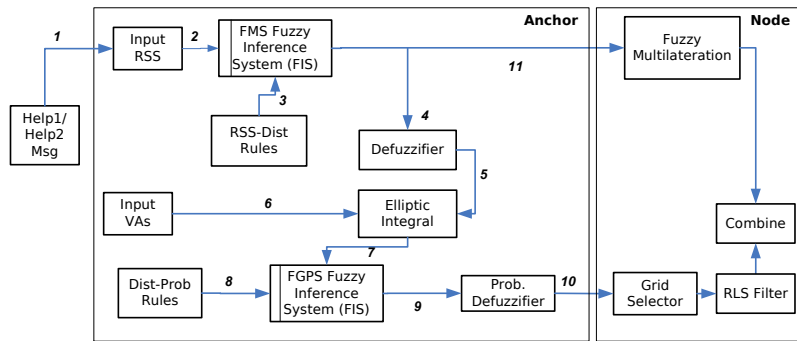 Anchor
Node
1
Input
RSS
2
FMS Fuzzy
Inference
System (FIS)
11
Fuzzy
Multilateration
3
Help1/
Help2
Msg
RSS-Dist
Rules
4
Defuzzifier
5
Input
VAs
6
Elliptic
Integral
Combine
7
Dist-Prob
Rules
8
FGPS Fuzzy
Inference
System (FIS)
9
Prob.
Defuzzifier
10
Grid
Selector
RLS Filter